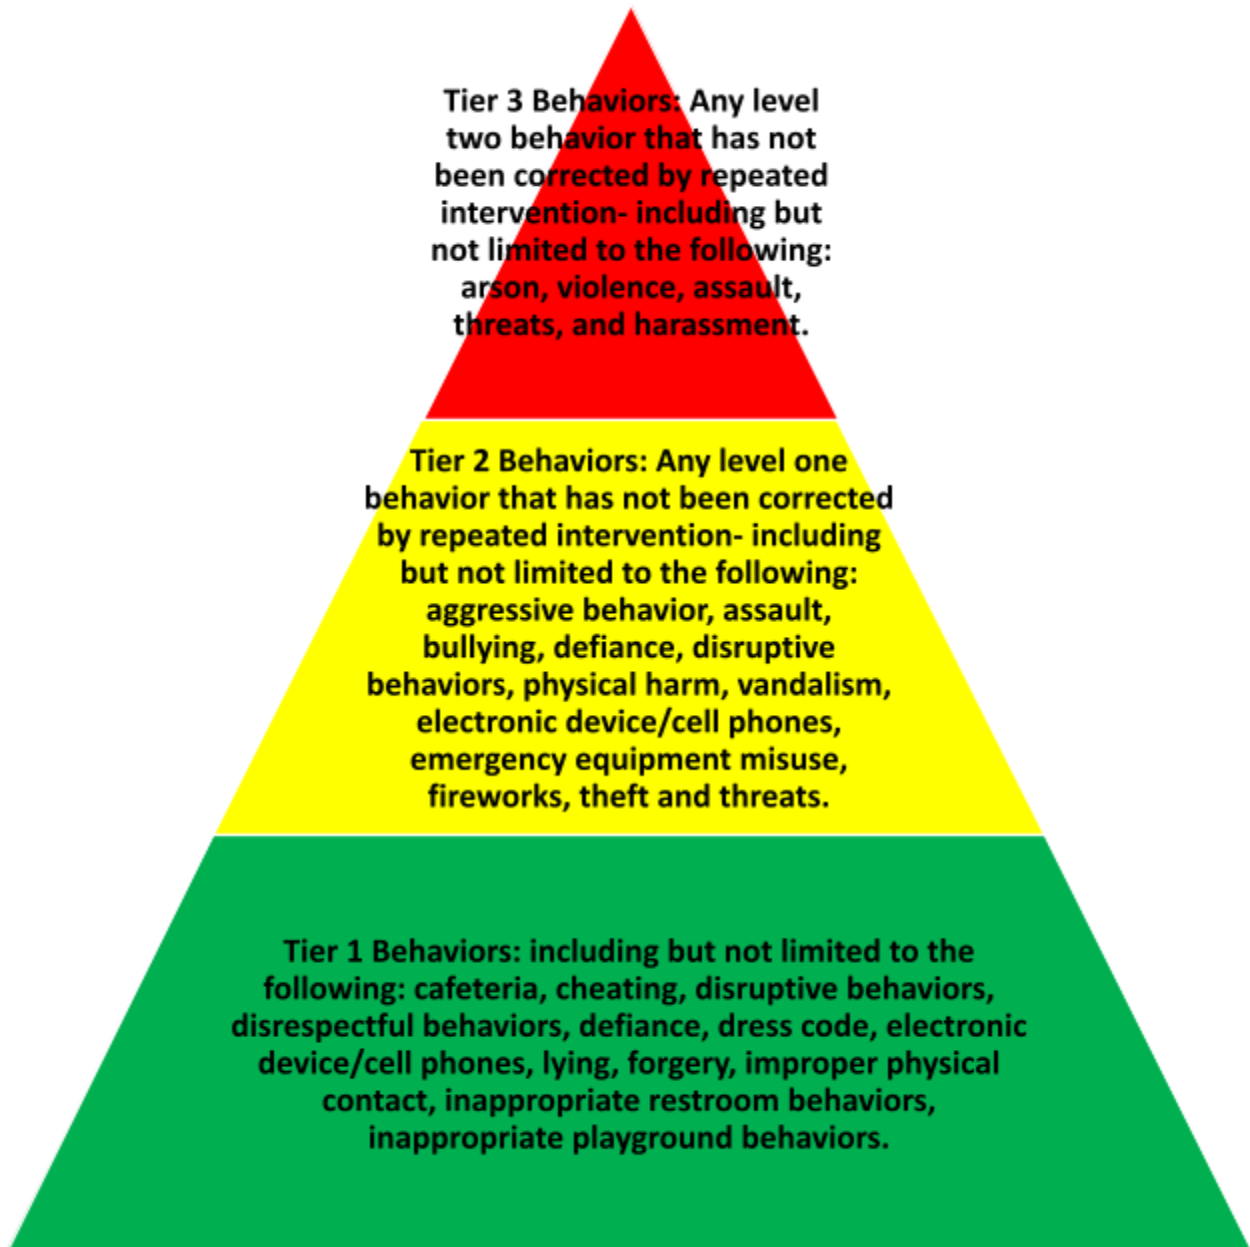 Tier 3 Behaviors: Any level
two behavior that has not
been corrected by repeated
intervention- including but
not limited to the following:
arson, violence, assault,
threats, and harassment.
Tier 2 Behaviors: Any level one
behavior that has not been corrected
by repeated intervention- including
but not limited to the following:
aggressive behavior, assault,
bullying, defiance, disruptive
behaviors, physical harm, vandalism,
electronic device/cell phones,
emergency equipment misuse,
fireworks, theft and threats.
Tier 1 Behaviors: including but not limited to the
following: cafeteria, cheating, disruptive behaviors,
disrespectful behaviors, defiance, dress code, electronic
device/cell phones, lying, forgery, improper physical
contact, inappropriate restroom behaviors,
inappropriate playground behaviors.